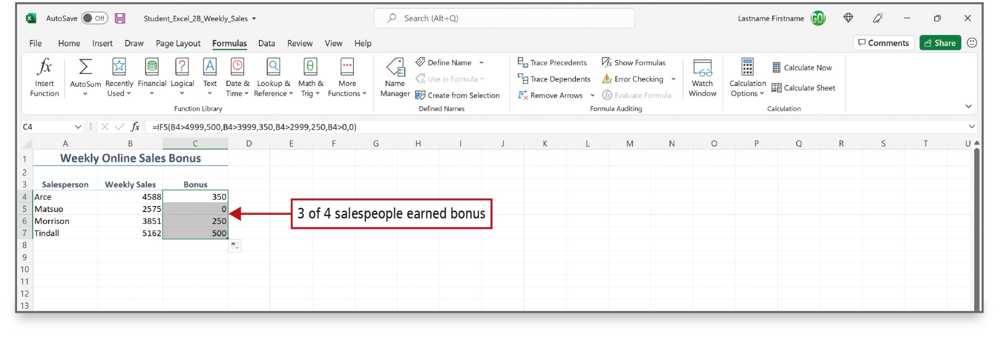 AutoSave Off Student_Excel_2B_Weekly_Sales Search (Alt+Q) Lastname Firstname GO
File Home Insert Draw Page Layout Formulas Data Review View Help Comments Share
fx Insert Function
AutoSum
Recently Used
Financial
Logical
Text
Date & Time
Lookup & Reference
Math & Trig
More Functions
Function Library
Name Manager
Define Name
Use in Formula
Create from Selection
Defined Names
Trace Precedents
Trace Dependents
Remove Arrows
Show Formulas
Error Checking
Evaluate Formula
Formula Auditing
Watch Window
Calculation Options
Calculate Now
Calculate Sheet
Calculation
C4 fx =IFS(B4>4999,500,B4>3999,350,B4>2999,250,B4>0,0)
A B C D E F G H I J K L M N O P Q R S T U
1 Weekly Online Sales Bonus
2
3 Salesperson Weekly Sales Bonus
4 Arce 4588 350
5 Matsuo 2575 0
6 Morrison 3851 250
7 Tindall 5162 500
3 of 4 salespeople earned bonus
8
9
10
11
12
13